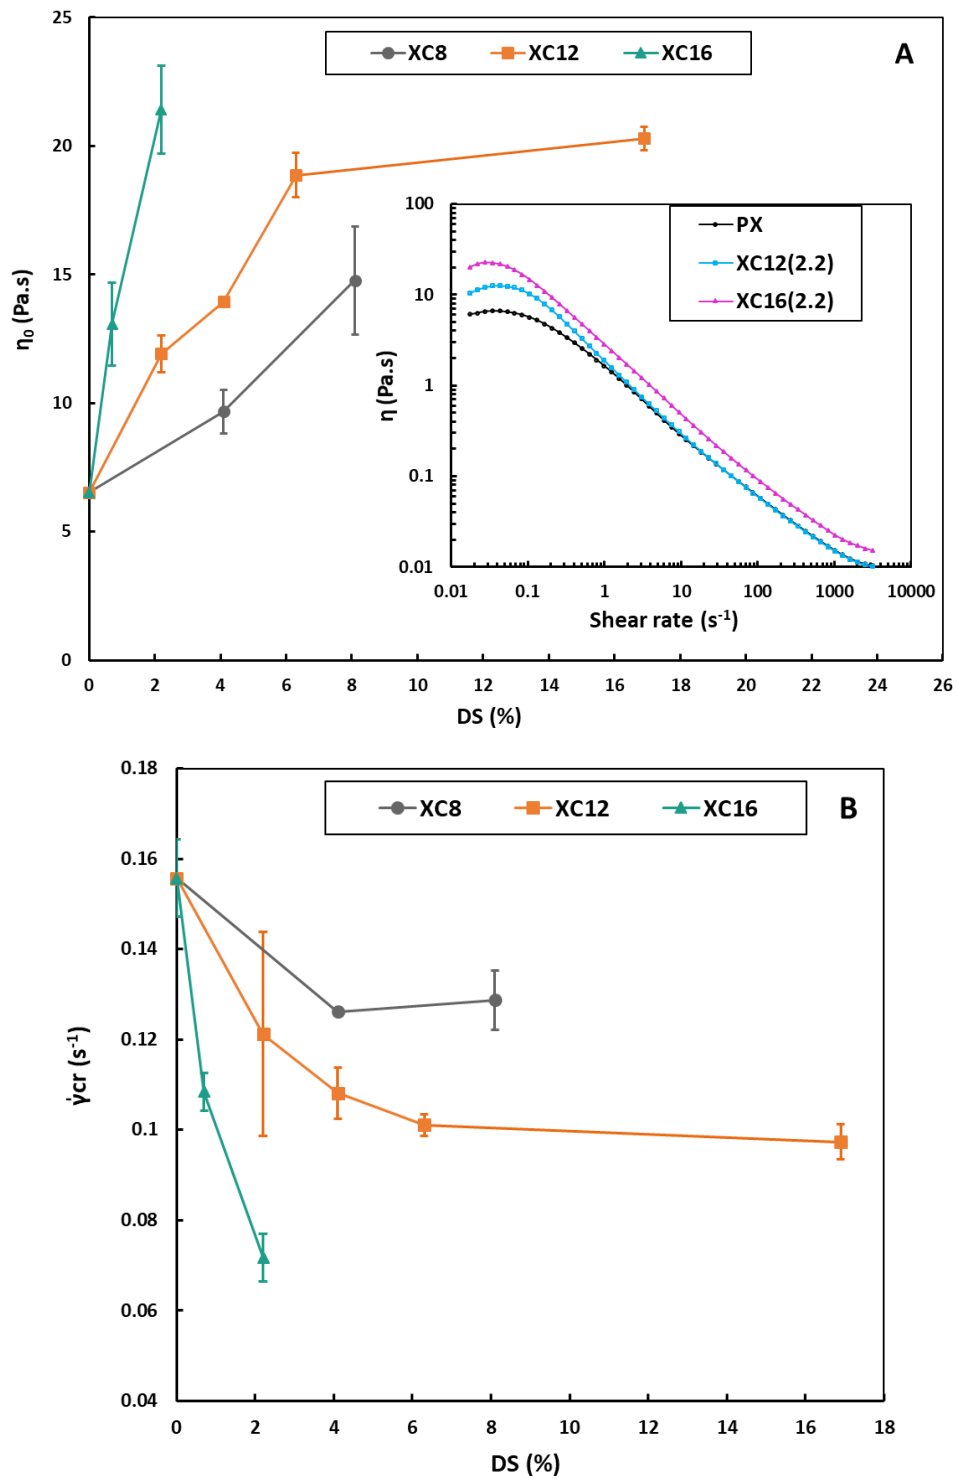 25
XC8 XC12 XC16
A
20
15
10
5
0
η₀ (Pa.s)
0 2 4 6 8 10 12 14 16 18 20 22 24 26
DS (%)
100
10
1
0.1
0.01
η (Pa.s)
PX
XC12(2.2)
XC16(2.2)
0.01 0.1 1 10 100 1000 10000
Shear rate (s⁻¹)
0.18
XC8 XC12 XC16
B
0.16
0.14
0.12
0.1
0.08
0.06
0.04
γ̇cr (s⁻¹)
0 2 4 6 8 10 12 14 16 18
DS (%)